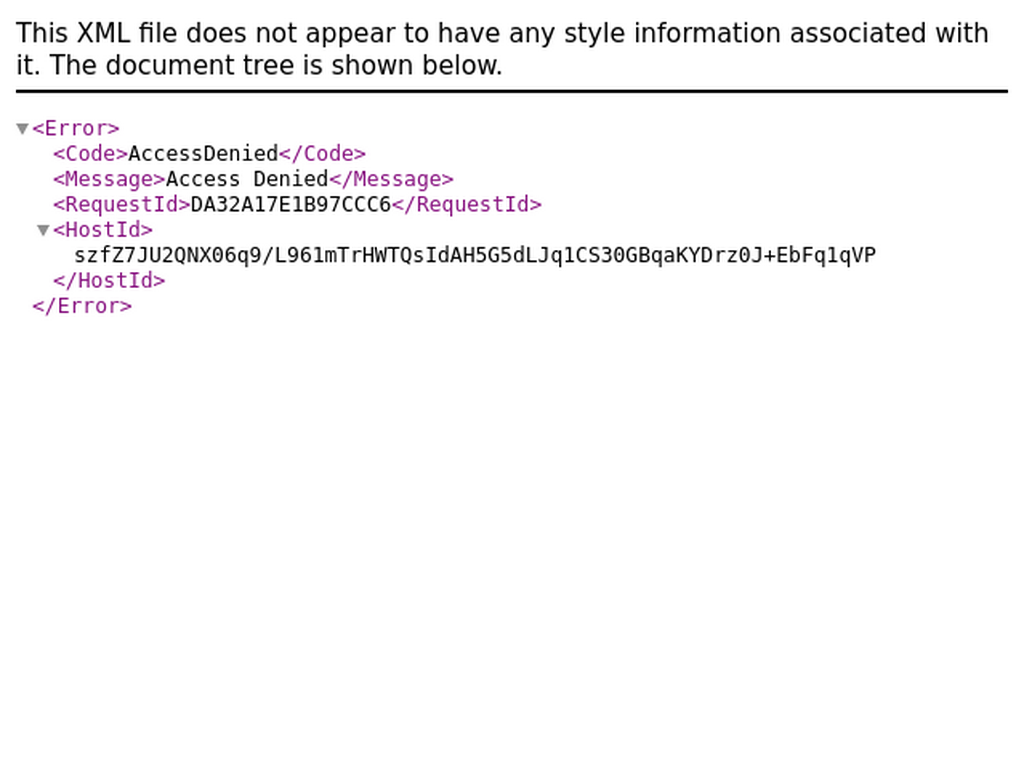 This XML file does not appear to have any style information associated with
it. The document tree is shown below.
<Error>
<Code>AccessDenied</Code>
<Message>Access Denied</Message>
<RequestId>DA32A17E1B97CCC6</RequestId>
<HostId>
szfZ7JU2QNX06q9/L961mTrHWTQsIdAH5G5dLJq1CS30GBqaKYDrz0J+EbFq1qVP
</HostId>
</Error>